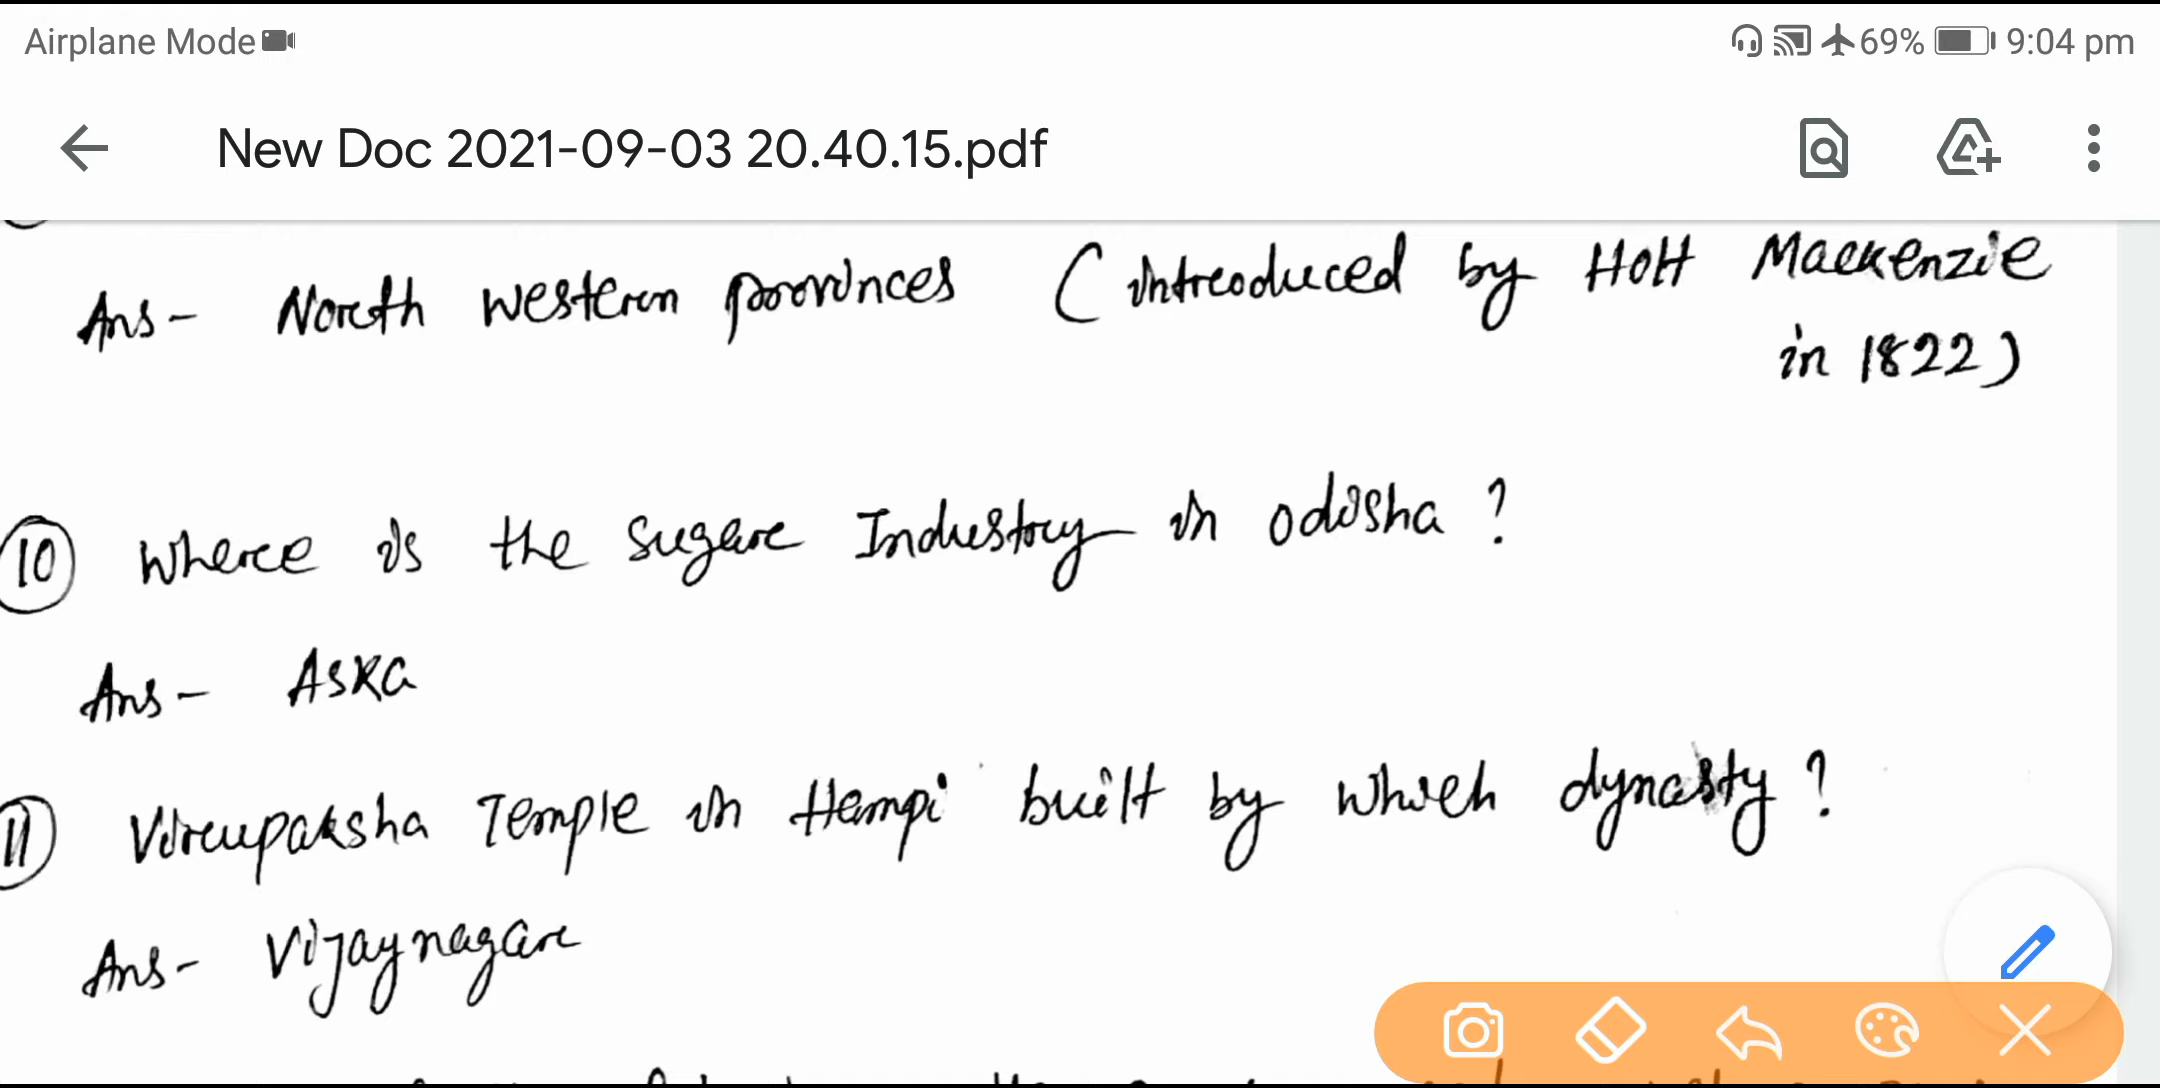 Airplane Mode 69% 9:04 pm
New Doc 2021-09-03 20.40.15.pdf
Ans- North western provinces (introduced by Holt Mackenzie
in 1822)
10 Where is the sugar Industry in odisha ?
Ans- ASKA
11 Virupaksha Temple in Hampi built by which dynasty ?
Ans- Vijaynagar